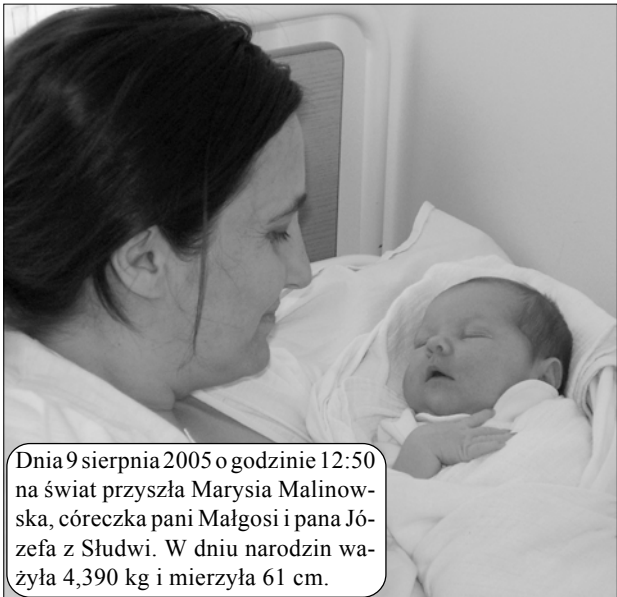 Dnia 9 sierpnia 2005 o godzinie 12:50
na świat przyszła Marysia Malinow-
ska, córeczka pani Małgosi i pana Jó-
zefa z Słudwi. W dniu narodzin wa-
żyła 4,390 kg i mierzyła 61 cm.